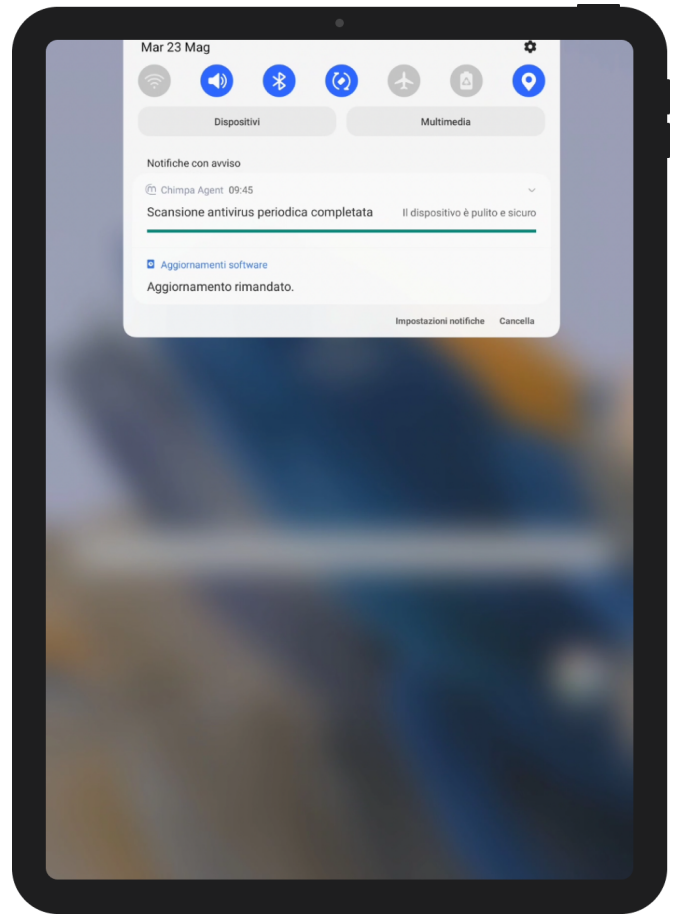 Mar 23 Mag
Dispositivi
Multimedia
Notifiche con avviso
Chimpa Agent 09:45
Scansione antivirus periodica completata Il dispositivo è pulito e sicuro
Aggiornamenti software
Aggiornamento rimandato.
Impostazioni notifiche Cancella